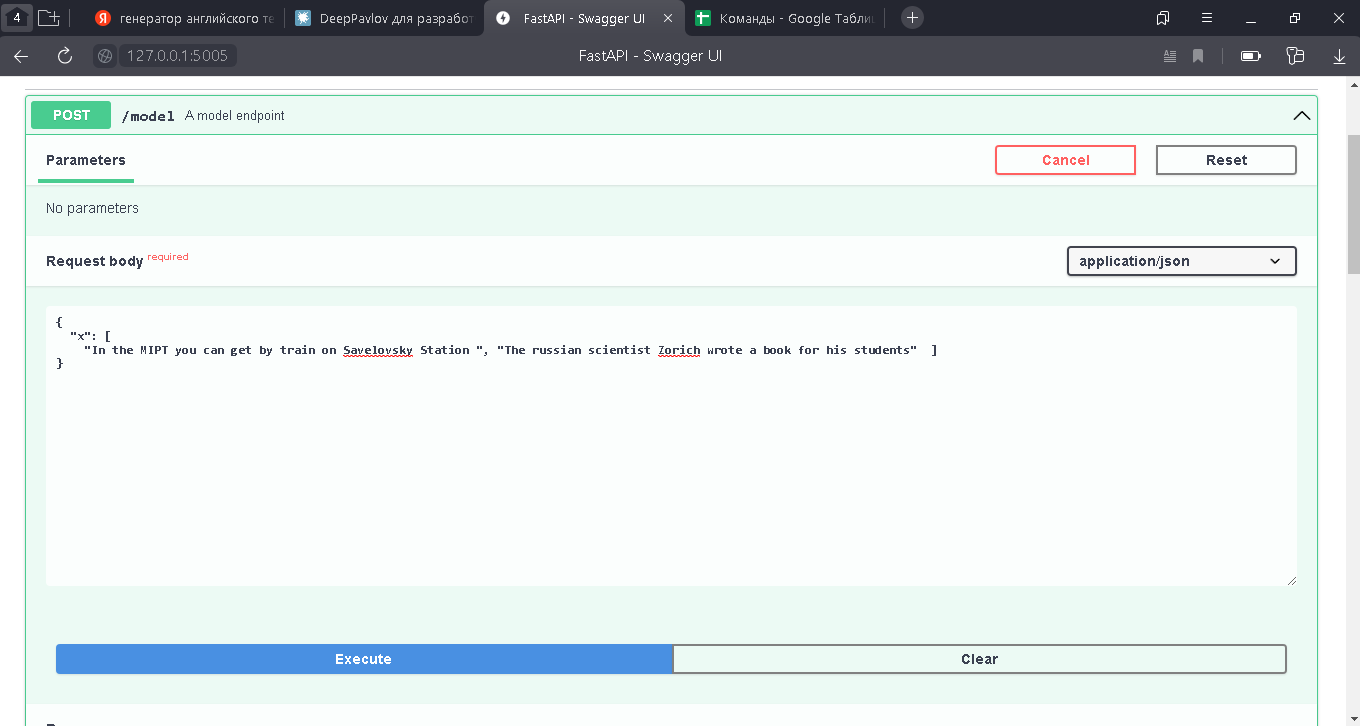 4 генератор английского те DeepPavlov для разработ FastAPI - Swagger UI Команды - Google Таблиц
127.0.0.1:5005 FastAPI - Swagger UI
POST /model A model endpoint
Parameters Cancel Reset
No parameters
Request body required application/json
{
"x": [
"In the MIPT you can get by train on Savelovsky Station ", "The russian scientist Zorich wrote a book for his students" ]
}
Execute Clear